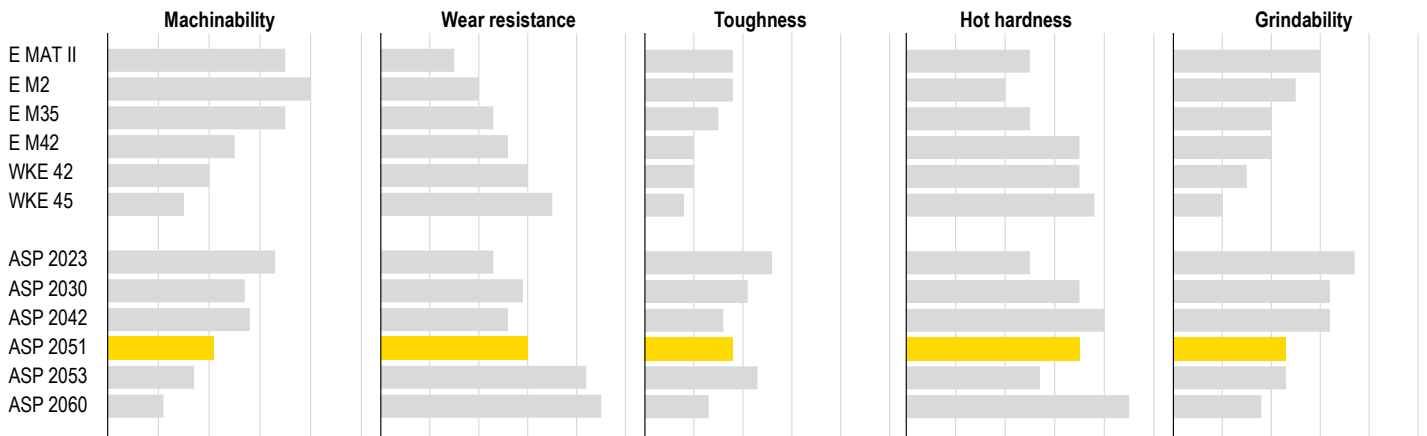 Machinability Wear resistance Toughness Hot hardness Grindability
E MAT II
E M2
E M35
E M42
WKE 42
WKE 45
ASP 2023
ASP 2030
ASP 2042
ASP 2051
ASP 2053
ASP 2060